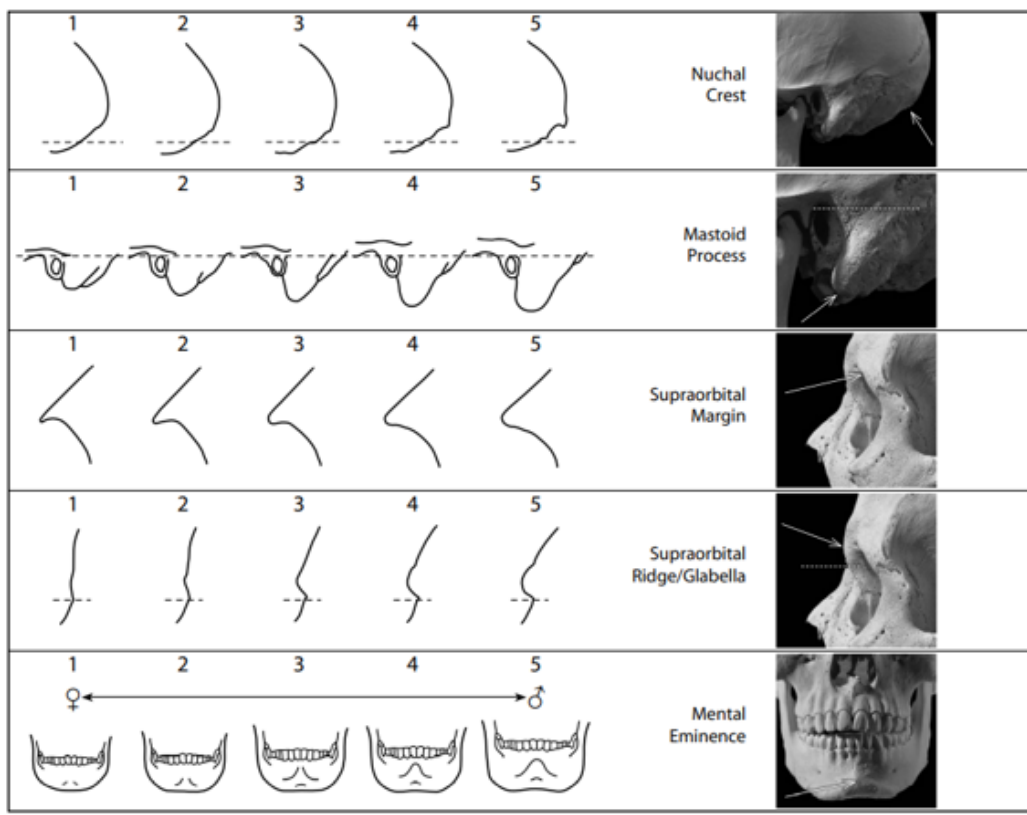 1 2 3 4 5
Nuchal
Crest
1 2 3 4 5
Mastoid
Process
1 2 3 4 5
Supraorbital
Margin
1 2 3 4 5
Supraorbital
Ridge/Glabella
1 2 3 4 5
♀ ♂
Mental
Eminence